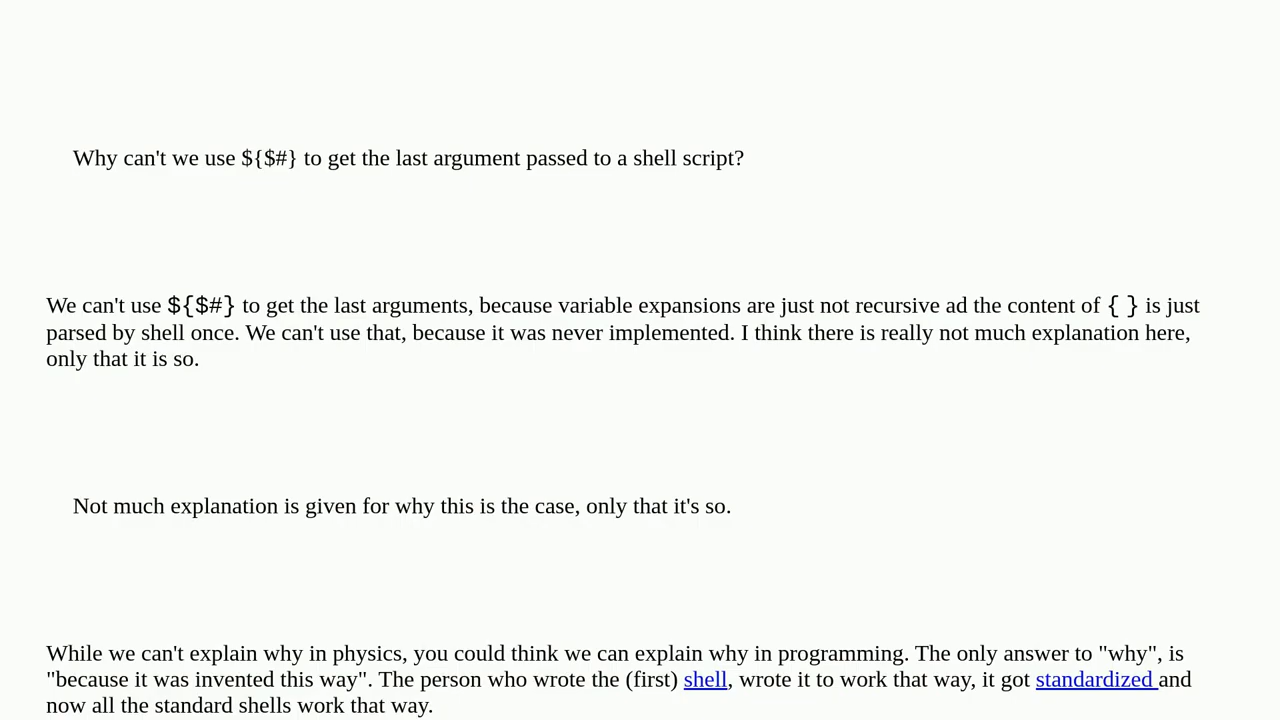 Why can't we use ${$#} to get the last argument passed to a shell script?
We can't use ${$#} to get the last arguments, because variable expansions are just not recursive ad the content of { } is just
parsed by shell once. We can't use that, because it was never implemented. I think there is really not much explanation here,
only that it is so.
Not much explanation is given for why this is the case, only that it's so.
While we can't explain why in physics, you could think we can explain why in programming. The only answer to "why", is
"because it was invented this way". The person who wrote the (first) shell, wrote it to work that way, it got standardized and
now all the standard shells work that way.